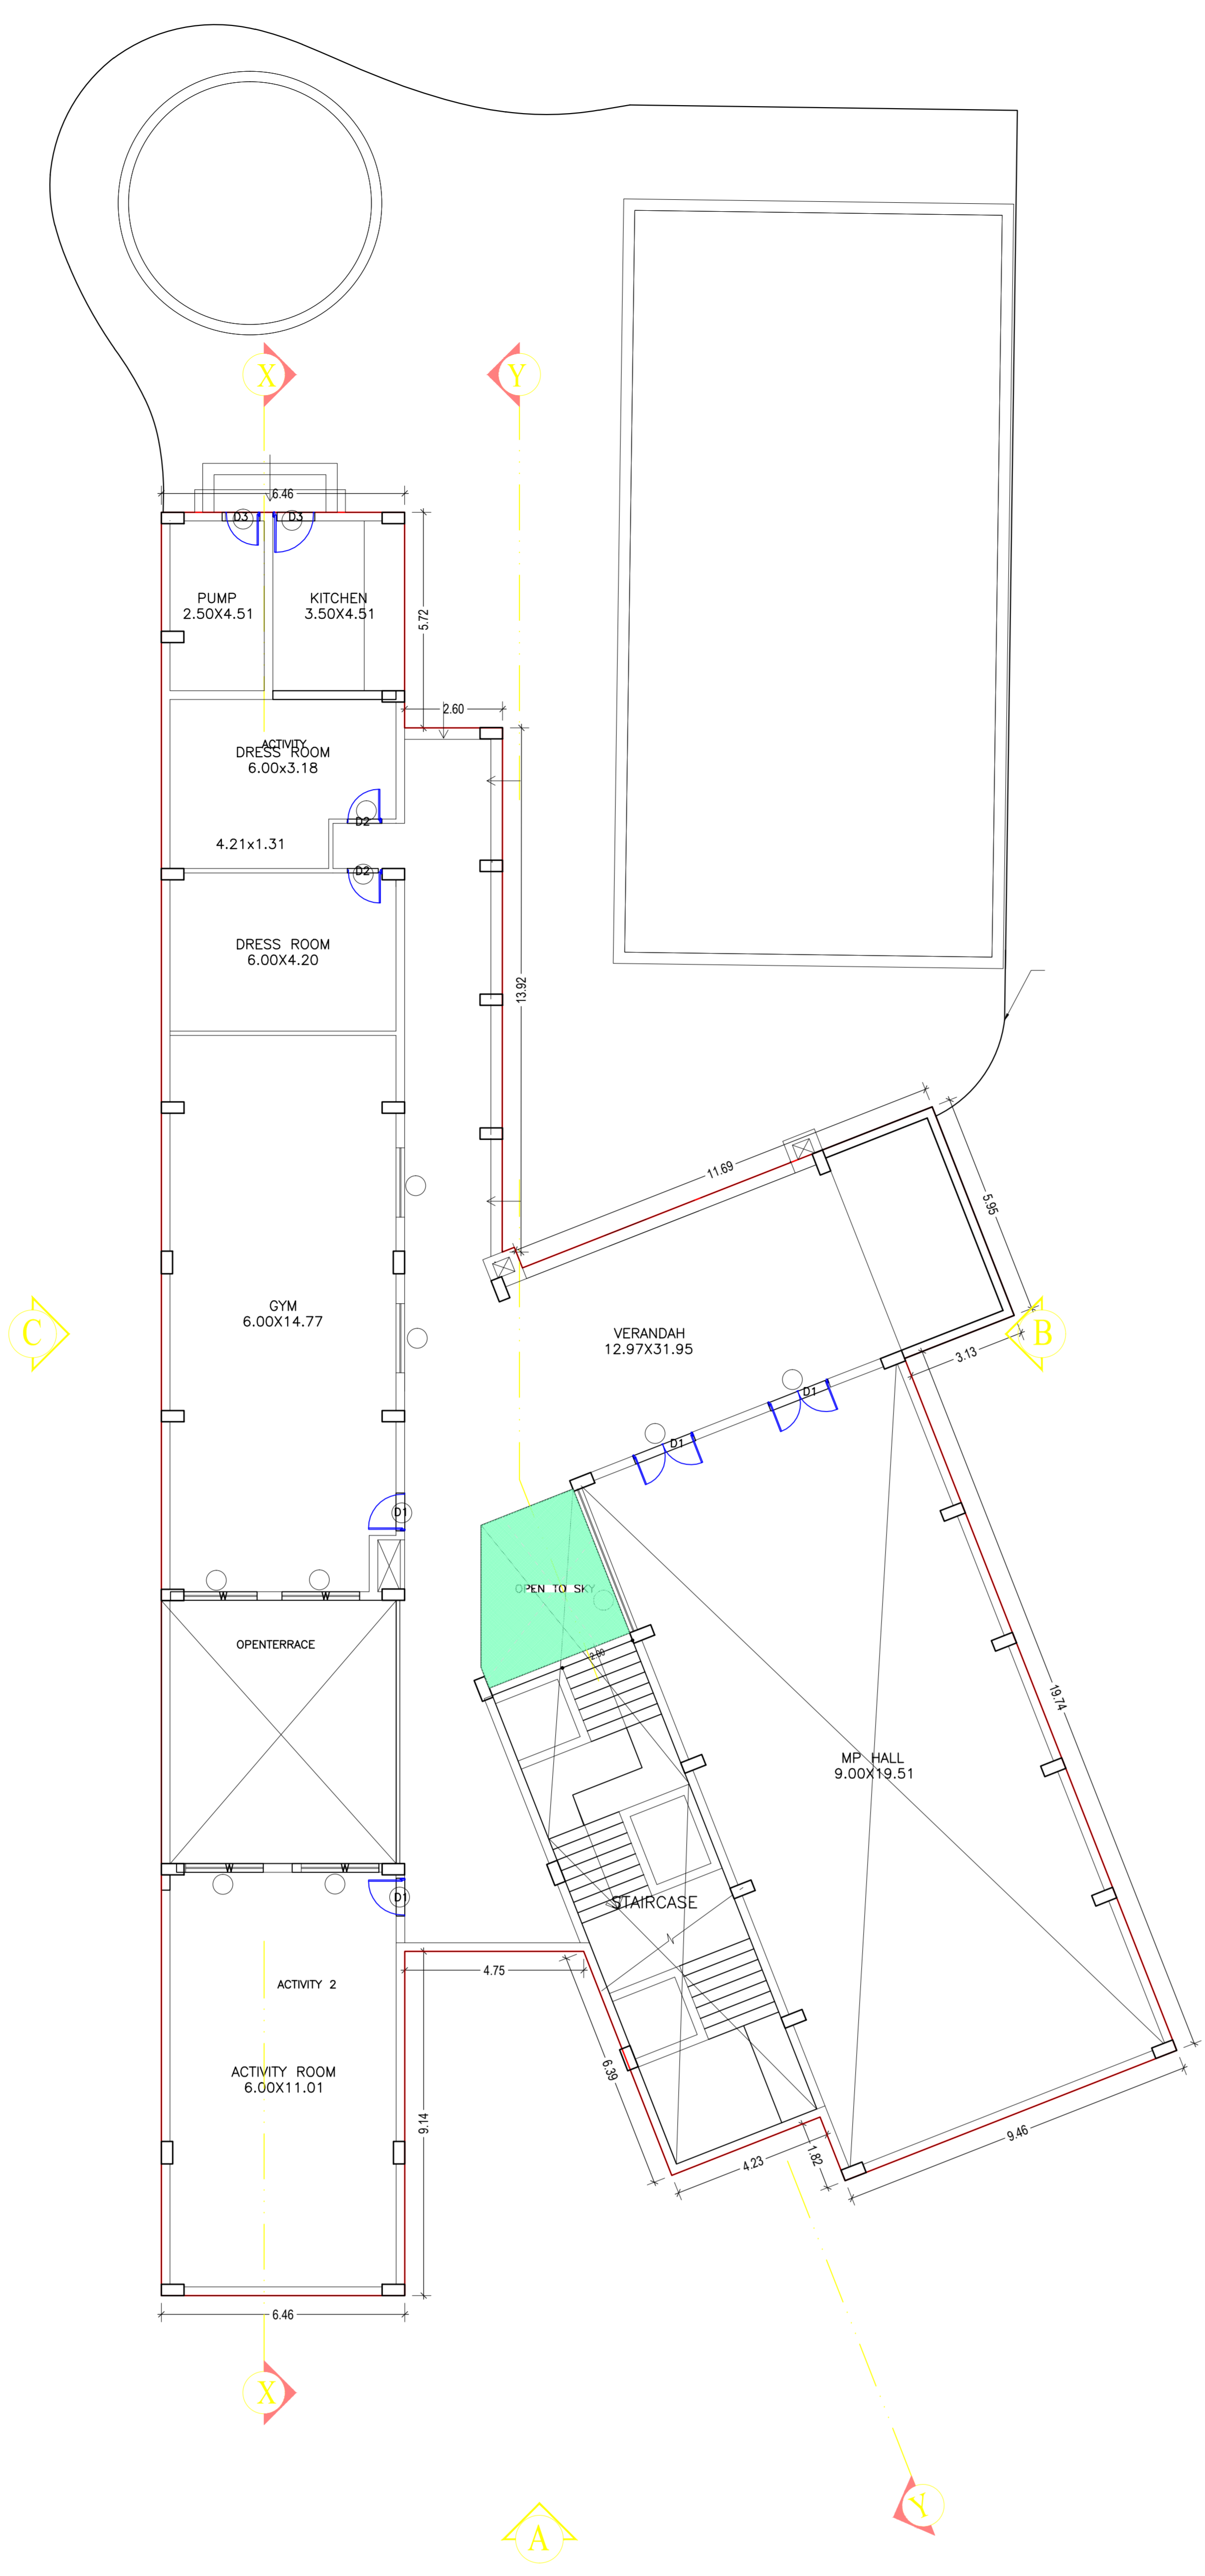 X
Y
6.46
D3
D3
PUMP
2.50X4.51
KITCHEN
3.50X4.51
5.72
2.60
ACTIVITY
DRESS ROOM
6.00x3.18
D2
4.21x1.31
D2
DRESS ROOM
6.00X4.20
13.92
11.69
5.95
GYM
6.00X14.77
C
VERANDAH
12.97X31.95
B
3.13
D1
D1
D1
OPEN TO SKY
W
W
OPENTERRACE
2.00
19.74
MP HALL
9.00X19.51
W
W
D1
STAIRCASE
4.75
ACTIVITY 2
ACTIVITY ROOM
6.00X11.01
6.39
9.14
4.23
1.82
9.46
6.46
X
Y
A